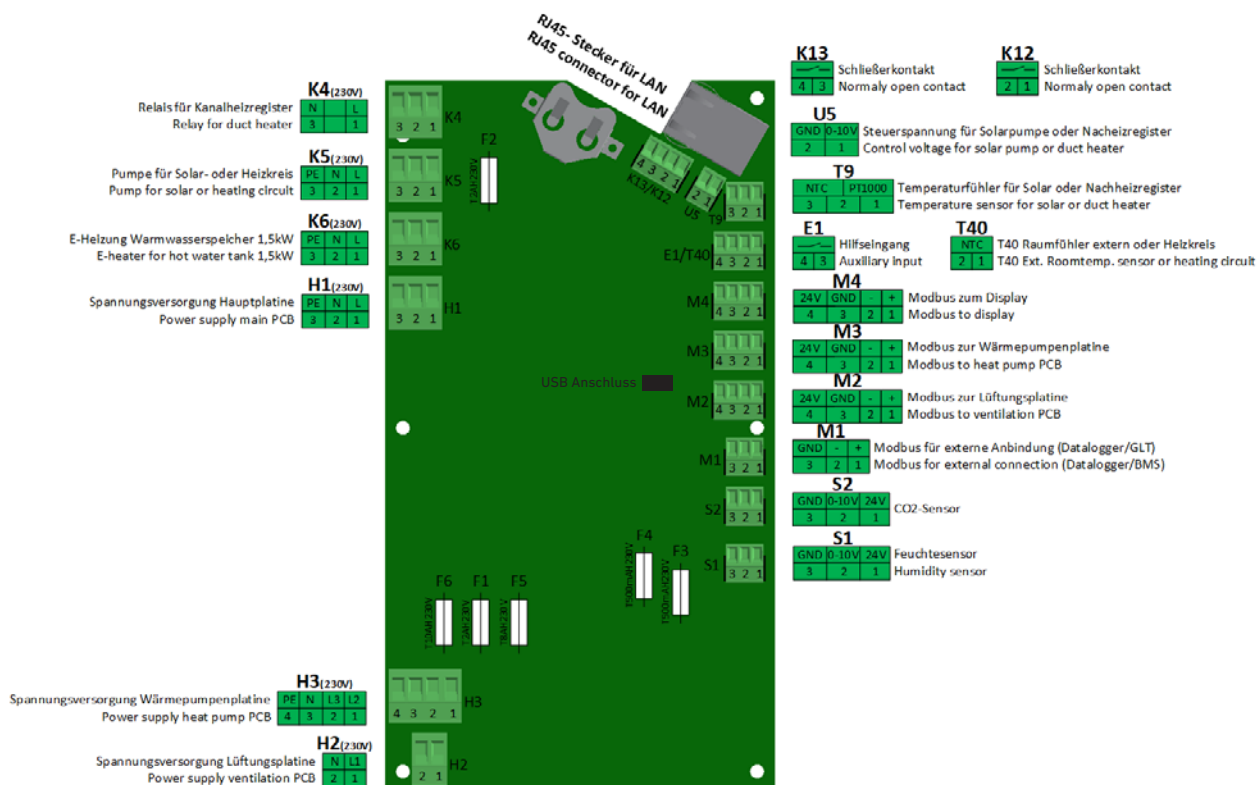 RJ45- Stecker für LAN
RJ45 connector for LAN
K4(230V)
Relais für Kanalheizregister
Relay for duct heater
N L
3 1
K5(230V)
Pumpe für Solar- oder Heizkreis
Pump for solar or heating circuit
PE N L
3 2 1
K6(230V)
E-Heizung Warmwasserspeicher 1,5kW
E-heater for hot water tank 1,5kW
PE N L
3 2 1
H1(230V)
Spannungsversorgung Hauptplatine
Power supply main PCB
PE N L
3 2 1
H3(230V)
Spannungsversorgung Wärmepumpenplatine
Power supply heat pump PCB
PE N L3 L2
4 3 2 1
H2(230V)
Spannungsversorgung Lüftungsplatine
Power supply ventilation PCB
N L1
2 1
3 2 1
K4
3 2 1
K5
3 2 1
K6
3 2 1
H1
F2
T2AH230V
4 3 2 1
K13/K12
2 1
U5
T9
3 2 1
E1/T40
4 3 2 1
M4
4 3 2 1
M3
4 3 2 1
USB Anschluss
M2
4 3 2 1
M1
3 2 1
S2
3 2 1
S1
3 2 1
F4
T500mAH230V
F3
T500mAH230V
F6
T10AH230V
F1
T2AH230V
F5
T8AH230V
4 3 2 1
H3
2 1
H2
K13
4 3
Schließerkontakt
Normaly open contact
K12
2 1
Schließerkontakt
Normaly open contact
U5
GND 0-10V
2 1
Steuerspannung für Solarpumpe oder Nacheizregister
Control voltage for solar pump or duct heater
T9
NTC PT1000
3 2 1
Temperaturfühler für Solar oder Nachheizregister
Temperature sensor for solar or duct heater
E1
4 3
Hilfseingang
Auxiliary input
T40
NTC
2 1
T40 Raumfühler extern oder Heizkreis
T40 Ext. Roomtemp. sensor or heating circuit
M4
24V GND - +
4 3 2 1
Modbus zum Display
Modbus to display
M3
24V GND - +
4 3 2 1
Modbus zur Wärmepumpenplatine
Modbus to heat pump PCB
M2
24V GND - +
4 3 2 1
Modbus zur Lüftungsplatine
Modbus to ventilation PCB
M1
GND - +
3 2 1
Modbus für externe Anbindung (Datalogger/GLT)
Modbus for external connection (Datalogger/BMS)
S2
GND 0-10V 24V
3 2 1
CO2-Sensor
S1
GND 0-10V 24V
3 2 1
Feuchtesensor
Humidity sensor